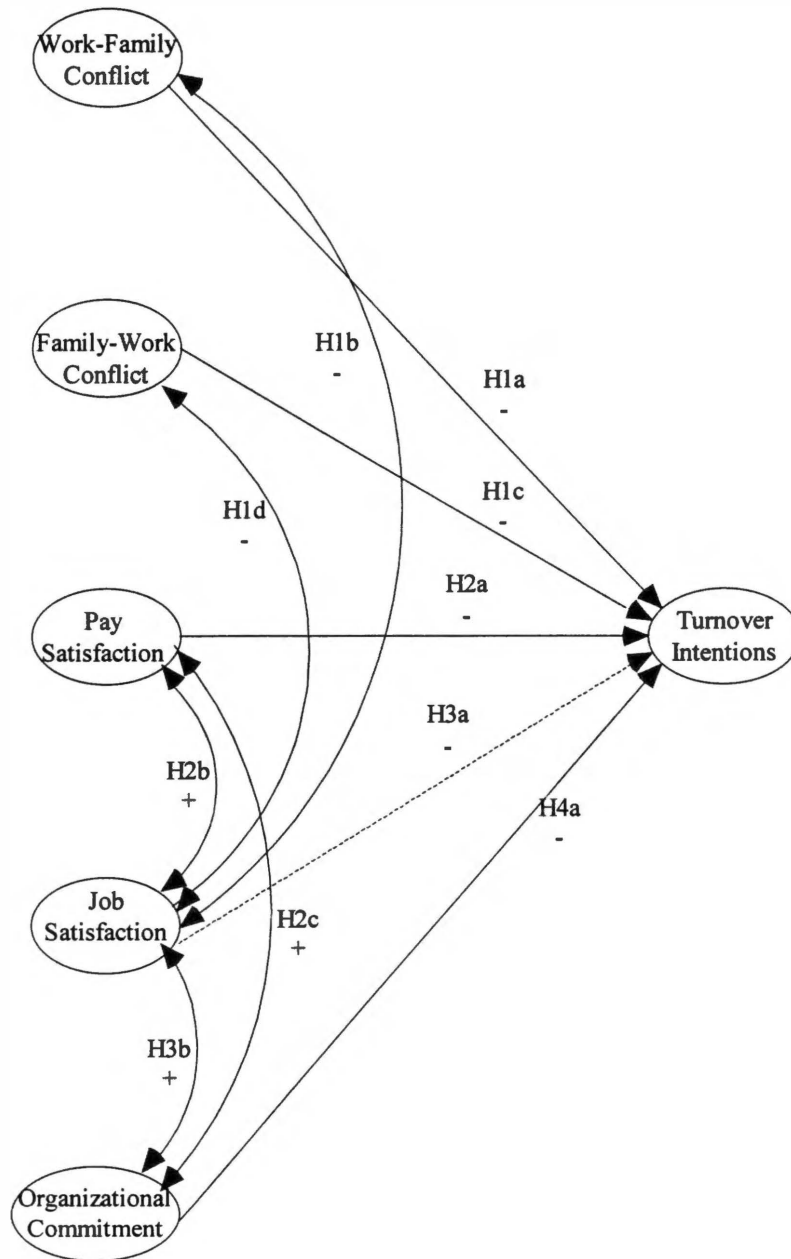 Work-Family
Conflict
Family-Work
Conflict
H1b
-
H1a
-
H1c
-
H1d
-
H2a
-
Pay
Satisfaction
Turnover
Intentions
H3a
-
H2b
+
H4a
-
Job
Satisfaction
H2c
+
H3b
+
Organizational
Commitment